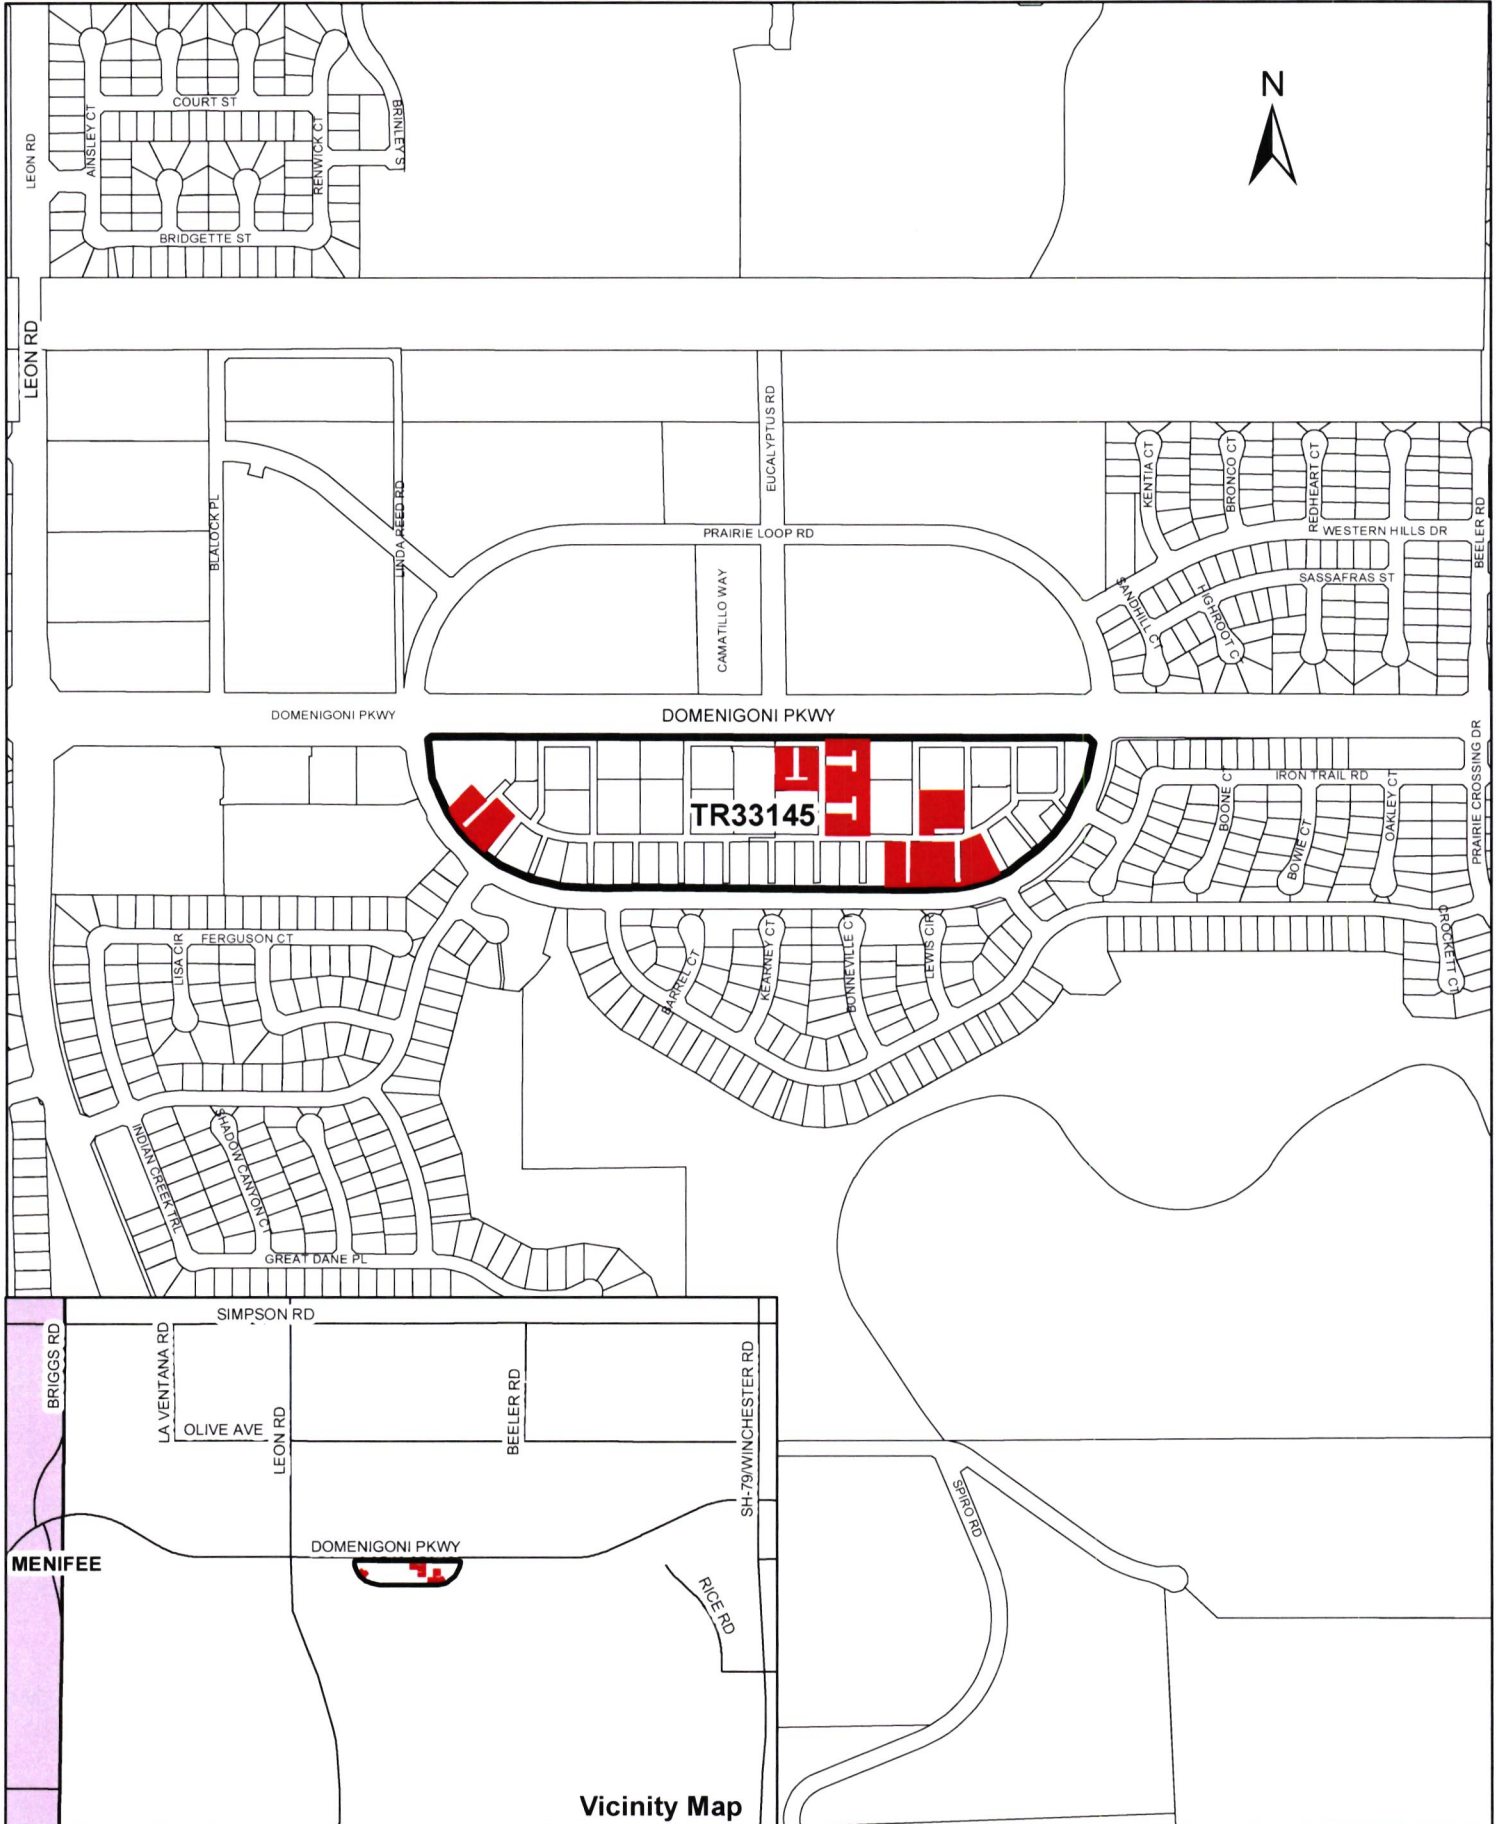 N
COURT ST
AINSLEY CT
RENWICK CT
BRINLEY ST
LEON RD
BRIDGETTE ST
LEON RD
EUCALYPTUS RD
KENTIA CT
BRONCO CT
REDHEART CT
WESTERN HILLS DR
BEELER RD
BLALOCK PL
LINDA REED RD
PRAIRIE LOOP RD
SASSAFRAS ST
CAMATILLO WAY
SANDHILL CT
HIGHROOT C
DOMENIGONI PKWY
DOMENIGONI PKWY
PRAIRIE CROSSING DR
IRON TRAIL RD
TR33145
BOONE CT
BOWIE CT
OAKLEY CT
FERGUSON CT
LISA CIR
BARREL CT
KEARNEY CT
BONNEVILLE CT
LEWIS CIR
CROCKETT CT
INDIAN CREEK TRL
SHADOW CANYON CT
GREAT DANE PL
SIMPSON RD
BRIGGS RD
LA VENTANA RD
OLIVE AVE
LEON RD
BEELER RD
SH-79/WINCHESTER RD
SPIRO RD
DOMENIGONI PKWY
MENIFEE
RICE RD
Vicinity Map